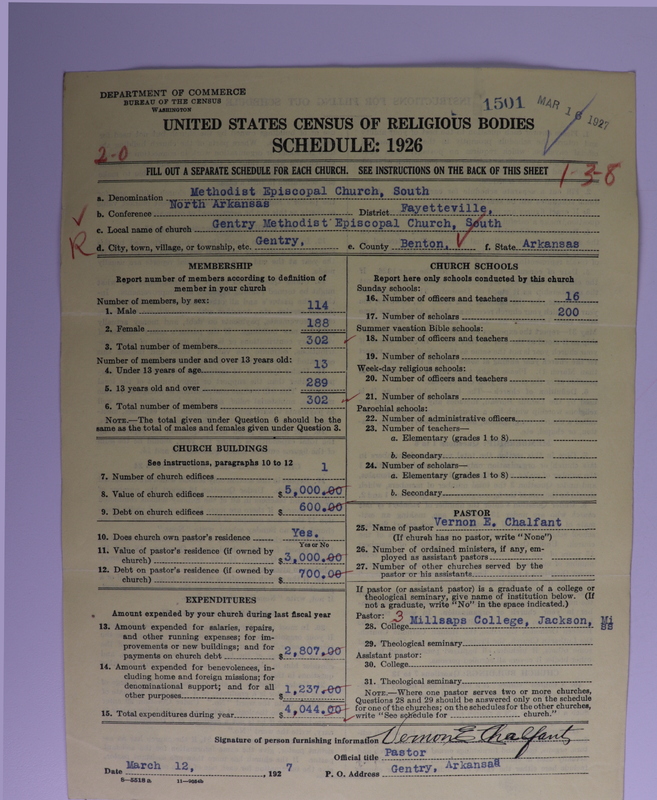 DEPARTMENT OF COMMERCE
BUREAU OF THE CENSUS
WASHINGTON
1501 MAR 16 1927
UNITED STATES CENSUS OF RELIGIOUS BODIES
SCHEDULE: 1926
2-0
FILL OUT A SEPARATE SCHEDULE FOR EACH CHURCH. SEE INSTRUCTIONS ON THE BACK OF THIS SHEET
1-3-8
a. Denomination Methodist Episcopal Church, South
b. Conference North Arkansas District Fayetteville,
c. Local name of church Gentry Methodist Episcopal Church, South
R
d. City, town, village, or township, etc. Gentry, e. County Benton, f. State Arkansas
MEMBERSHIP
Report number of members according to definition of
member in your church
Number of members, by sex:
1. Male 114
2. Female 188
3. Total number of members 302
Number of members under and over 13 years old:
4. Under 13 years of age 13
5. 13 years old and over 289
6. Total number of members 302
NOTE.—The total given under Question 6 should be the
same as the total of males and females given under Question 3.
CHURCH BUILDINGS
See instructions, paragraphs 10 to 12
7. Number of church edifices 1
8. Value of church edifices $5,000.00
9. Debt on church edifices $ 600.00
10. Does church own pastor's residence? Yes.
Yes or No
11. Value of pastor's residence (if owned by
church) $3,000.00
12. Debt on pastor's residence (if owned by
church) $ 700.00
EXPENDITURES
Amount expended by your church during last fiscal year
13. Amount expended for salaries, repairs,
and other running expenses; for im-
provements or new buildings; and for
payments on church debt $2,807.00
14. Amount expended for benevolences, in-
cluding home and foreign missions; for
denominational support; and for all
other purposes $1,237.00
15. Total expenditures during year $4,044.00
CHURCH SCHOOLS
Report here only schools conducted by this church
Sunday schools:
16. Number of officers and teachers 16
17. Number of scholars 200
Summer vacation Bible schools:
18. Number of officers and teachers
19. Number of scholars
Week-day religious schools:
20. Number of officers and teachers
21. Number of scholars
Parochial schools:
22. Number of administrative officers
23. Number of teachers—
a. Elementary (grades 1 to 8)
b. Secondary
24. Number of scholars—
a. Elementary (grades 1 to 8)
b. Secondary
PASTOR
25. Name of pastor Vernon E. Chalfant
(If church has no pastor, write "None")
26. Number of ordained ministers, if any, em-
ployed as assistant pastors
27. Number of other churches served by the
pastor or his assistants
If pastor (or assistant pastor) is a graduate of a college or
theological seminary, give name of institution below. (If
not a graduate, write "No" in the space indicated.)
Pastor: 3
28. College Millsaps College, Jackson, Miss
29. Theological seminary
Assistant pastor:
30. College
31. Theological seminary
NOTE.—Where one pastor serves two or more churches,
Questions 28 and 29 should be answered only on the schedule
for one of the churches; on the schedules for the other churches,
write "See schedule for church."
Signature of person furnishing information Vernon E Chalfant
Official title Pastor
Date March 12, , 1927 P. O. Address Gentry, Arkansas
8-5518 a